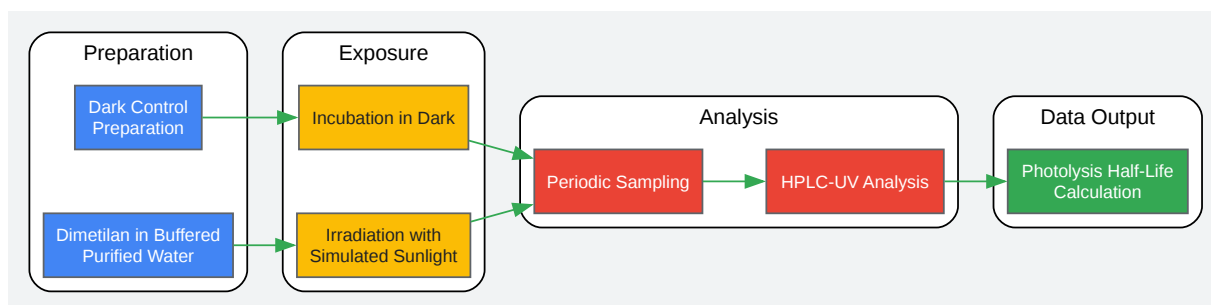 Preparation
Dark Control
Preparation
Dimetilan in Buffered
Purified Water
Exposure
Incubation in Dark
Irradiation with
Simulated Sunlight
Analysis
Periodic Sampling
HPLC-UV Analysis
Data Output
Photolysis Half-Life
Calculation